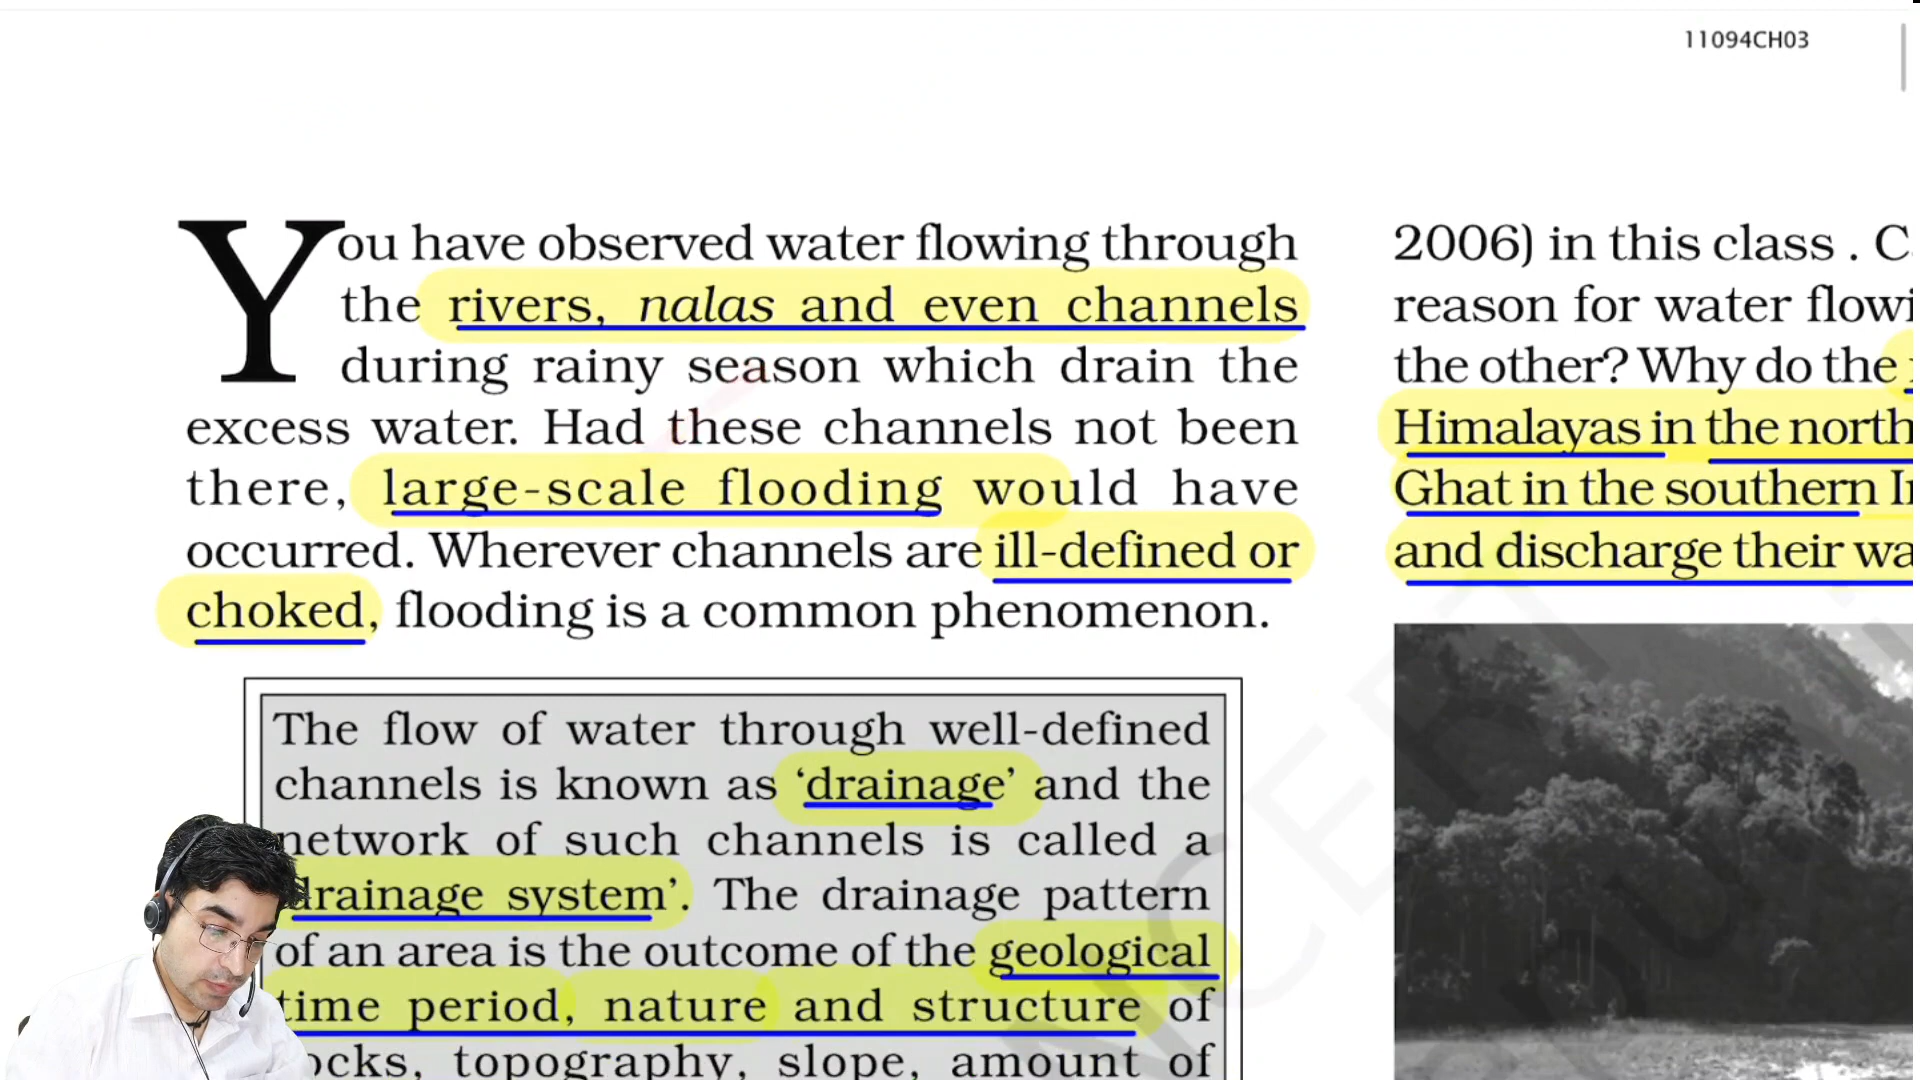 11094CH03
You have observed water flowing through
the rivers, nalas and even channels
during rainy season which drain the
excess water. Had these channels not been
there, large-scale flooding would have
occurred. Wherever channels are ill-defined or
choked, flooding is a common phenomenon.
The flow of water through well-defined
channels is known as ‘drainage’ and the
network of such channels is called a
drainage system’. The drainage pattern
of an area is the outcome of the geological
time period, nature and structure of
topography, slope, amount of
2006) in this class .
reason for water
the other? Why do the
Himalayas in the north
Ghat in the southern
and discharge their
NCERT